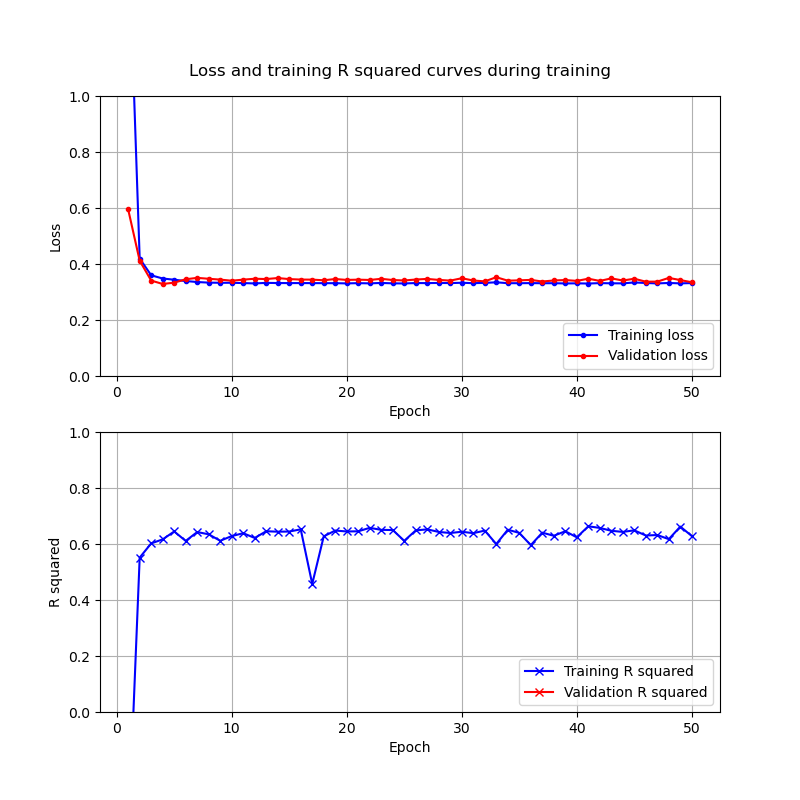 Loss and training R squared curves during training
1.0
0.8
0.6
0.4
0.2
0.0
Loss
Training loss
Validation loss
0 10 20 30 40 50
Epoch
1.0
0.8
0.6
0.4
0.2
0.0
R squared
Training R squared
Validation R squared
0 10 20 30 40 50
Epoch